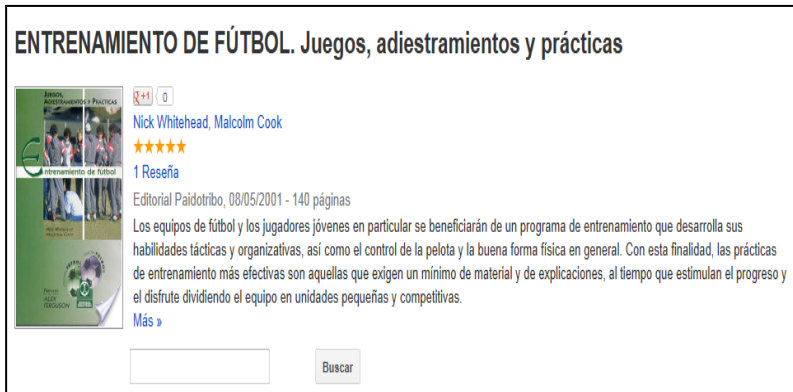 ENTRENAMIENTO DE FÚTBOL. Juegos, adiestramientos y prácticas
JUEGOS,
ADIESTRAMIENTOS Y PRÁCTICAS
Entrenamiento de fútbol
ALEX
FERGUSON
+1 0
Nick Whitehead, Malcolm Cook
1 Reseña
Editorial Paidotribo, 08/05/2001 - 140 páginas
Los equipos de fútbol y los jugadores jóvenes en particular se beneficiarán de un programa de entrenamiento que desarrolla sus
habilidades tácticas y organizativas, así como el control de la pelota y la buena forma física en general. Con esta finalidad, las prácticas
de entrenamiento más efectivas son aquellas que exigen un mínimo de material y de explicaciones, al tiempo que estimulan el progreso y
el disfrute dividiendo el equipo en unidades pequeñas y competitivas.
Más »
Buscar